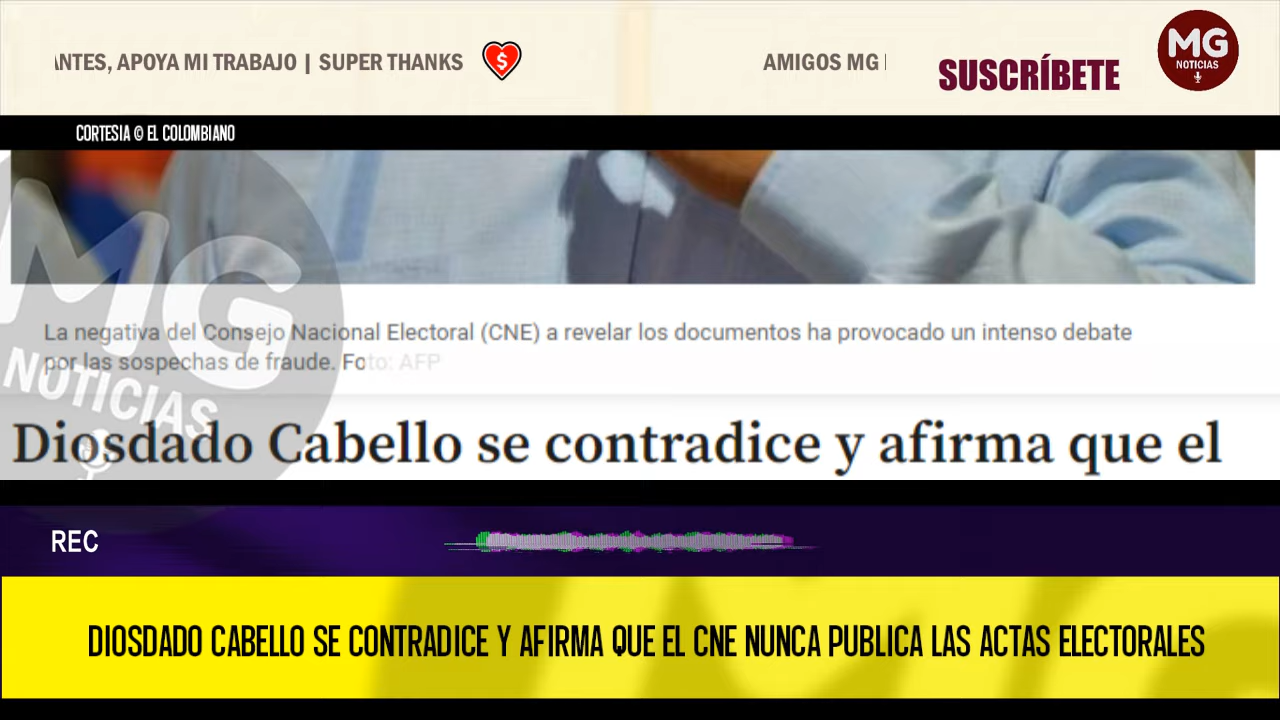 ANTES, APOYA MI TRABAJO | SUPER THANKS
AMIGOS MG
SUSCRÍBETE
MG
NOTICIAS
CORTESIA © EL COLOMBIANO
MG
NOTICIAS
La negativa del Consejo Nacional Electoral (CNE) a revelar los documentos ha provocado un intenso debate
por las sospechas de fraude. Foto: AFP
Diosdado Cabello se contradice y afirma que el
REC
DIOSDADO CABELLO SE CONTRADICE Y AFIRMA QUE EL CNE NUNCA PUBLICA LAS ACTAS ELECTORALES